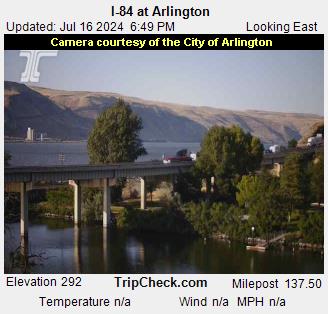 I-84 at Arlington
Updated: Jul 16 2024 6:49 PM Looking East
Camera courtesy of the City of Arlington
Elevation 292 TripCheck.com Milepost 137.50
Temperature n/a Wind n/a MPH n/a